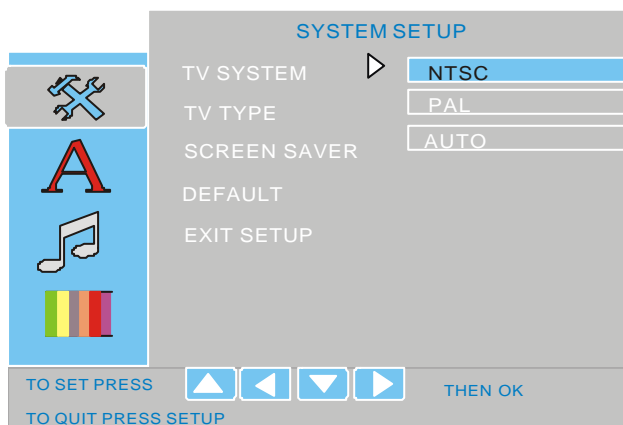 SYSTEM SETUP
TV SYSTEM NTSC
TV TYPE PAL
SCREEN SAVER AUTO
DEFAULT
EXIT SETUP
TO SET PRESS THEN OK
TO QUIT PRESS SETUP